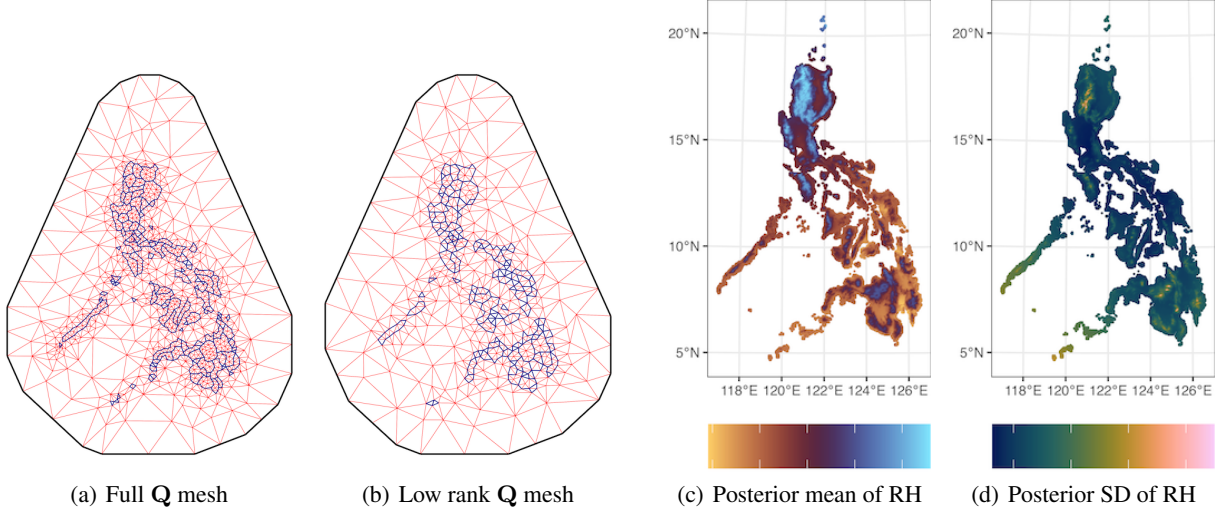 20°N
15°N
10°N
5°N
118°E 120°E 122°E 124°E 126°E
118°E 120°E 122°E 124°E 126°E
20°N
15°N
10°N
5°N
(a) Full Q mesh
(b) Low rank Q mesh
(c) Posterior mean of RH
(d) Posterior SD of RH